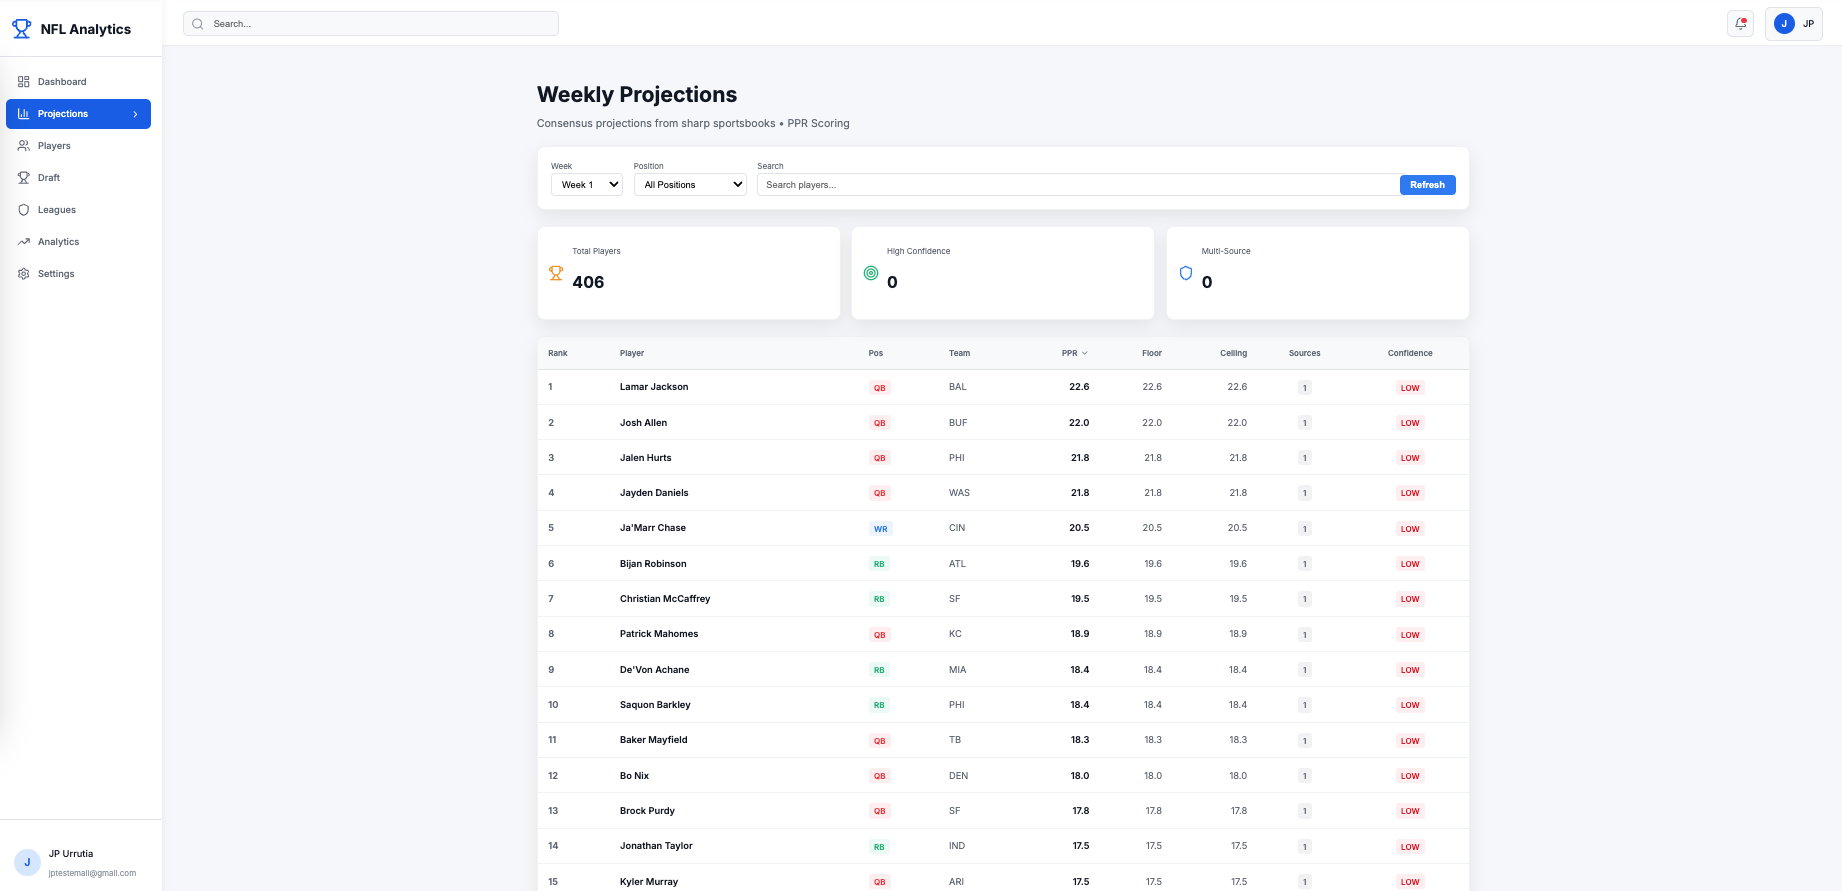 NFL Analytics
Search...
J JP
Dashboard
Projections
Players
Draft
Leagues
Analytics
Settings
Weekly Projections
Consensus projections from sharp sportsbooks • PPR Scoring
Week Position Search
Week 1 All Positions Search players... Refresh
Total Players High Confidence Multi-Source
406 0 0
Rank Player Pos Team PPR Floor Ceiling Sources Confidence
1 Lamar Jackson QB BAL 22.6 22.6 22.6 1 LOW
2 Josh Allen QB BUF 22.0 22.0 22.0 1 LOW
3 Jalen Hurts QB PHI 21.8 21.8 21.8 1 LOW
4 Jayden Daniels QB WAS 21.8 21.8 21.8 1 LOW
5 Ja'Marr Chase WR CIN 20.5 20.5 20.5 1 LOW
6 Bijan Robinson RB ATL 19.6 19.6 19.6 1 LOW
7 Christian McCaffrey RB SF 19.5 19.5 19.5 1 LOW
8 Patrick Mahomes QB KC 18.9 18.9 18.9 1 LOW
9 De'Von Achane RB MIA 18.4 18.4 18.4 1 LOW
10 Saquon Barkley RB PHI 18.4 18.4 18.4 1 LOW
11 Baker Mayfield QB TB 18.3 18.3 18.3 1 LOW
12 Bo Nix QB DEN 18.0 18.0 18.0 1 LOW
13 Brock Purdy QB SF 17.8 17.8 17.8 1 LOW
14 Jonathan Taylor RB IND 17.5 17.5 17.5 1 LOW
15 Kyler Murray QB ARI 17.5 17.5 17.5 1 LOW
J
JP Urrutia
jptestemail@gmail.com